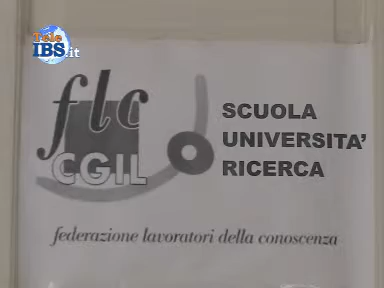 Tele
IBS.it
flc
CGIL
SCUOLA
UNIVERSITA'
RICERCA
federazione lavoratori della conoscenza